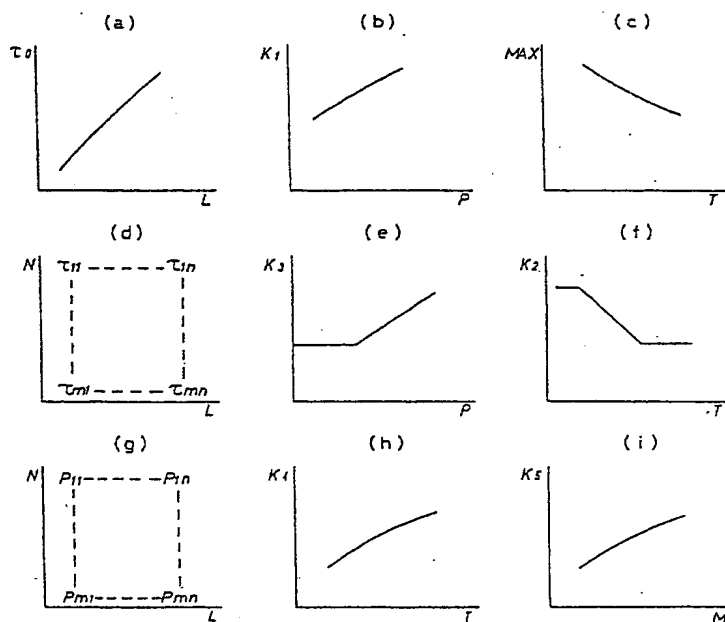 (a) (b) (c)
τ0 K1 MAX
L P T
(d) (e) (f)
N τ11 τ1n K3 K2
τm1 τmn
L P T
(g) (h) (i)
N P11 P1n K4 K5
Pm1 Pmn
L T M